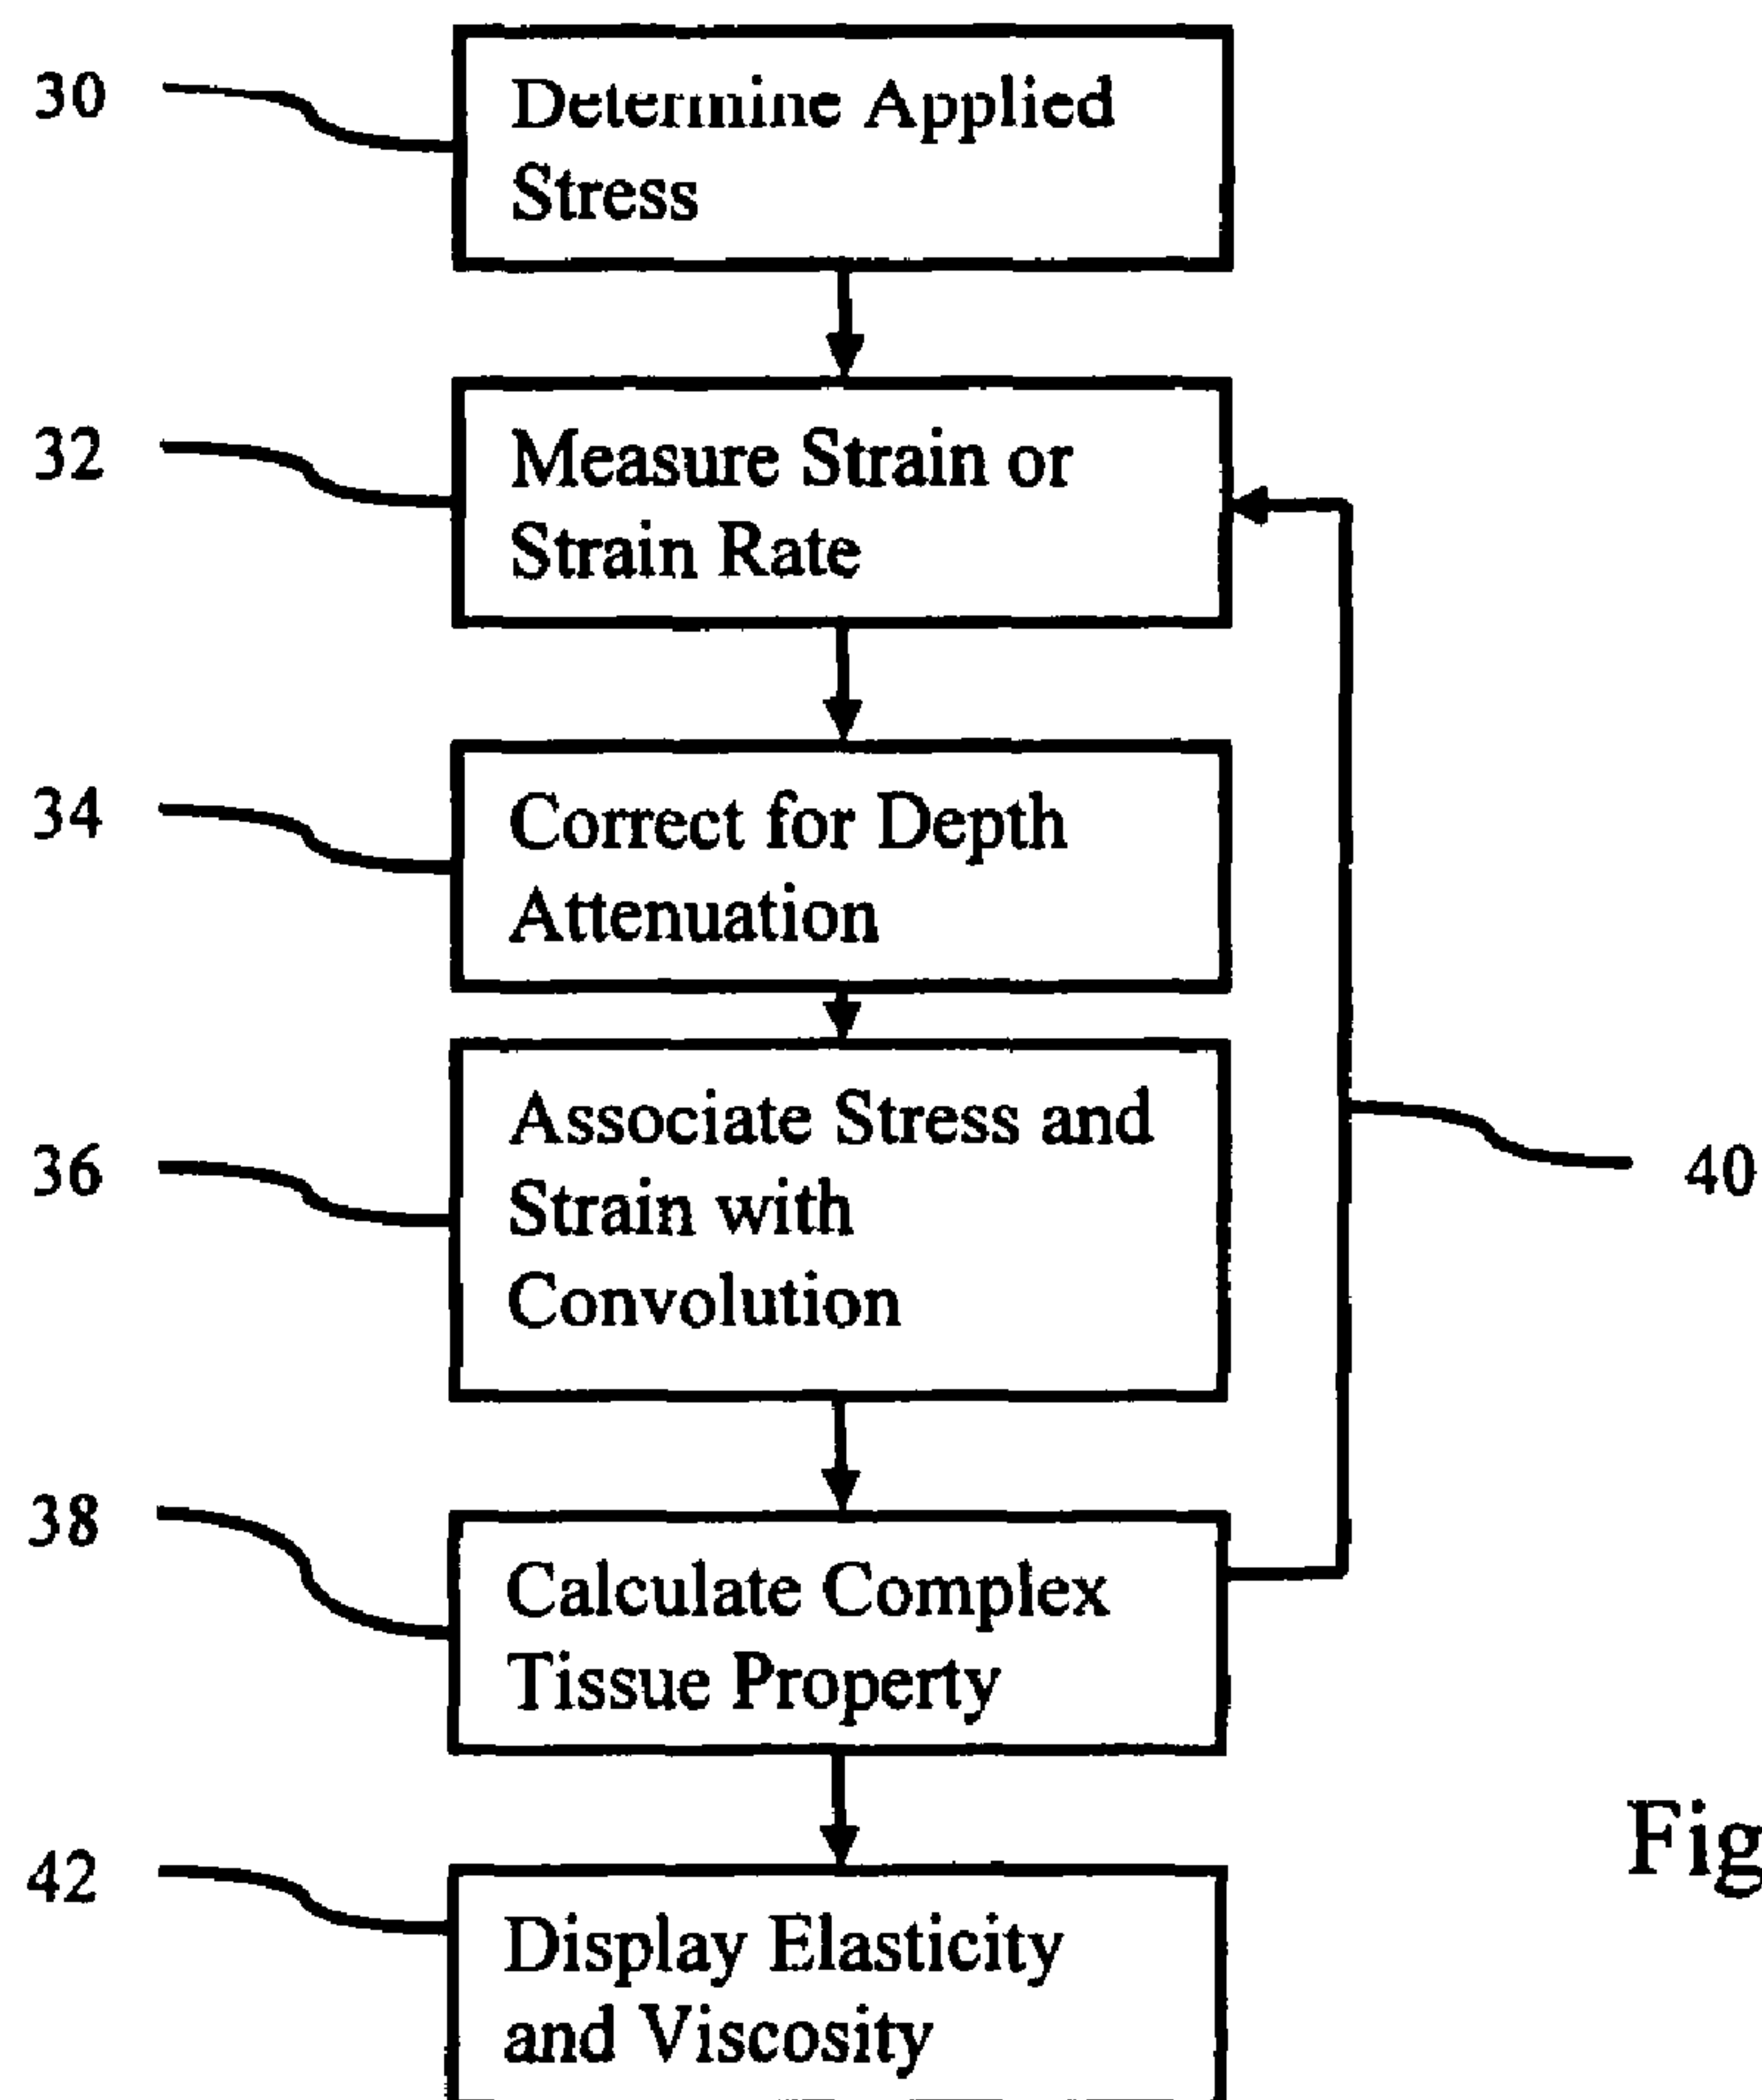 30
Determine Applied
Stress
32
Measure Strain or
Strain Rate
34
Correct for Depth
Attenuation
36
Associate Stress and
Strain with
Convolution
40
38
Calculate Complex
Tissue Property
Fig
42
Display Elasticity
and Viscosity